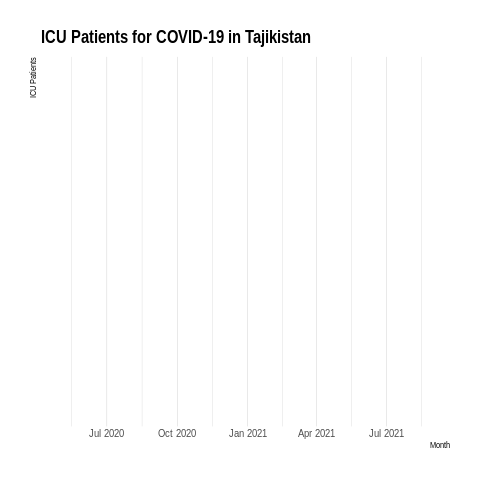 ICU Patients for COVID-19 in Tajikistan
ICU Patients
Jul 2020 Oct 2020 Jan 2021 Apr 2021 Jul 2021
Month